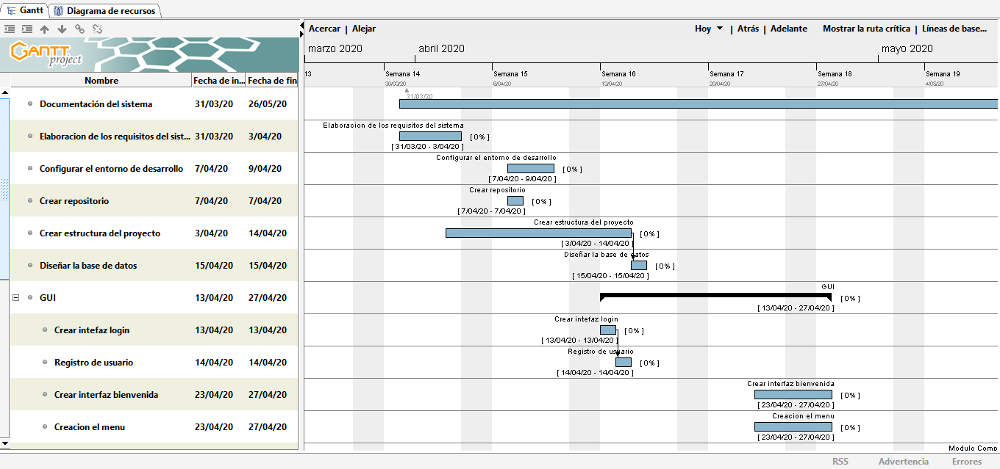 Gantt Diagrama de recursos
Acercar | Alejar Hoy | Atrás | Adelante Mostrar la ruta crítica | Líneas de base...
GANTT
project
marzo 2020 abril 2020 mayo 2020
13 Semana 14 Semana 15 Semana 16 Semana 17 Semana 18 Semana 19
30/03/20 6/04/20 13/04/20 20/04/20 27/04/20 4/05/20
Nombre Fecha de in... Fecha de fin
31/03/20
Documentación del sistema 31/03/20 26/05/20
Elaboracion de los requisitos del sistema
Elaboracion de los requisitos del sist... 31/03/20 3/04/20 [ 0% ]
[ 31/03/20 - 3/04/20 ]
Configurar el entorno de desarrollo
Configurar el entorno de desarrollo 7/04/20 9/04/20 [ 0% ]
[ 7/04/20 - 9/04/20 ]
Crear repositorio
Crear repositorio 7/04/20 7/04/20 [ 0% ]
[ 7/04/20 - 7/04/20 ]
Crear estructura del proyecto
Crear estructura del proyecto 3/04/20 14/04/20 [ 0% ]
[ 3/04/20 - 14/04/20 ]
Diseñar la base de datos
Diseñar la base de datos 15/04/20 15/04/20 [ 0% ]
[ 15/04/20 - 15/04/20 ]
GUI
GUI 13/04/20 27/04/20 [ 0% ]
[ 13/04/20 - 27/04/20 ]
Crear intefaz login
Crear intefaz login 13/04/20 13/04/20 [ 0% ]
[ 13/04/20 - 13/04/20 ]
Registro de usuario
Registro de usuario 14/04/20 14/04/20 [ 0% ]
[ 14/04/20 - 14/04/20 ]
Crear interfaz bienvenida
Crear interfaz bienvenida 23/04/20 27/04/20 [ 0% ]
[ 23/04/20 - 27/04/20 ]
Creacion el menu
Creacion el menu 23/04/20 27/04/20 [ 0% ]
[ 23/04/20 - 27/04/20 ]
Modulo Comp
RSS Advertencia Errores